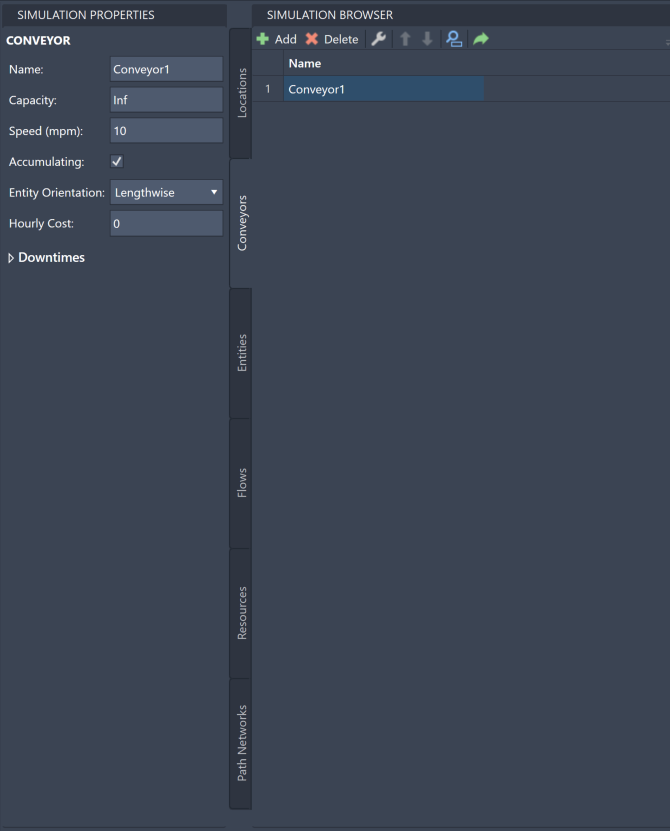 SIMULATION PROPERTIES
CONVEYOR
Name: Conveyor1
Capacity: Inf
Speed (mpm): 10
Accumulating:
Entity Orientation: Lengthwise
Hourly Cost: 0
Downtimes
Locations
Conveyors
Entities
Flows
Resources
Path Networks
SIMULATION BROWSER
Add Delete
Name
1 Conveyor1